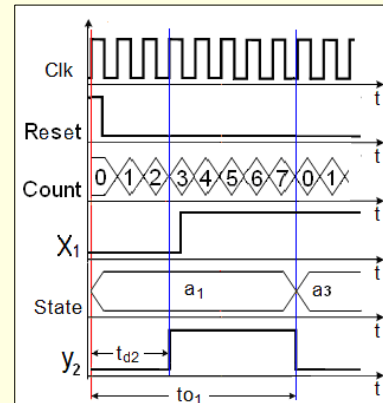 Clk
t
Reset
t
Count 0 1 2 3 4 5 6 7 0 1
t
X1
t
State a1 a3
t
y2 td2
t
to1